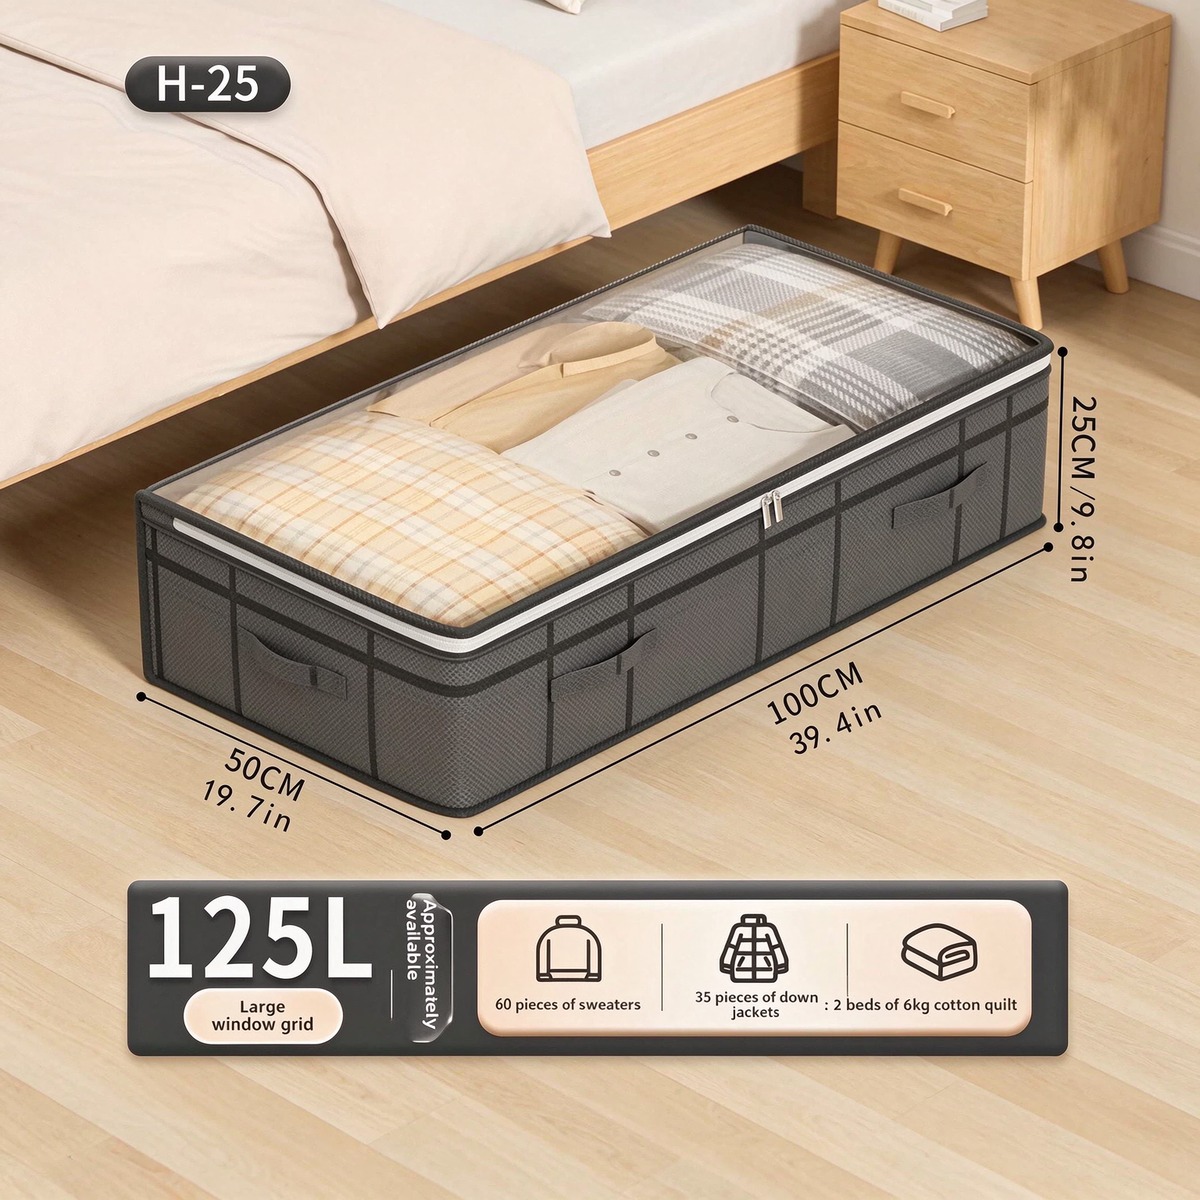 H-25
25CM/9.8in
100CM
39.4in
50CM
19.7in
125L
Large
window grid
Approximately
available
60 pieces of sweaters
35 pieces of down
jackets
: 2 beds of 6kg cotton quilt